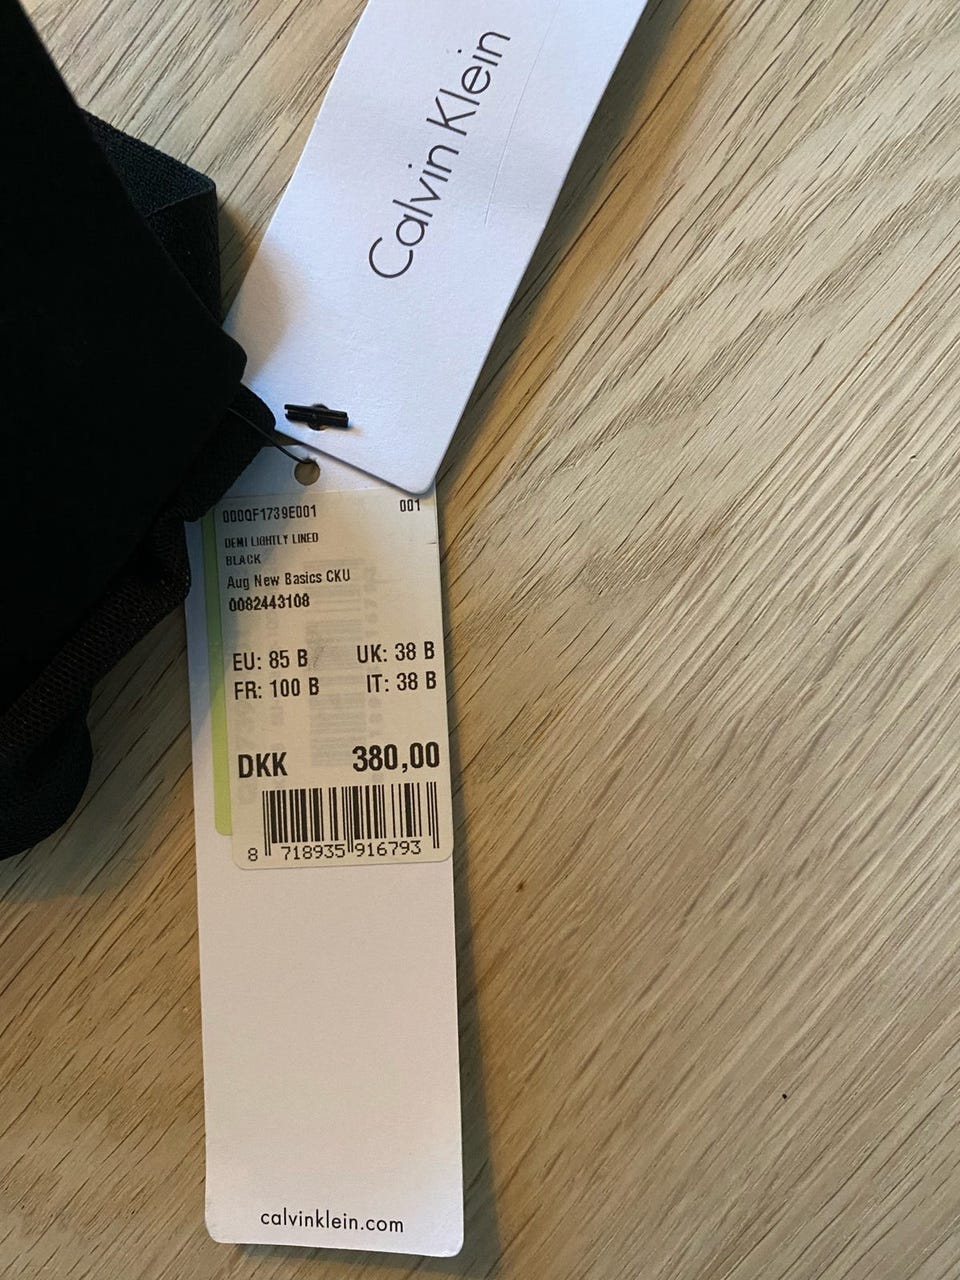 Calvin Klein
000QF1739E001 001
DEMI LIGHTLY LINED
BLACK
Aug New Basics CKU
0082443108
EU: 85 B UK: 38 B
FR: 100 B IT: 38 B
DKK 380,00
8 718935 916793
calvinklein.com